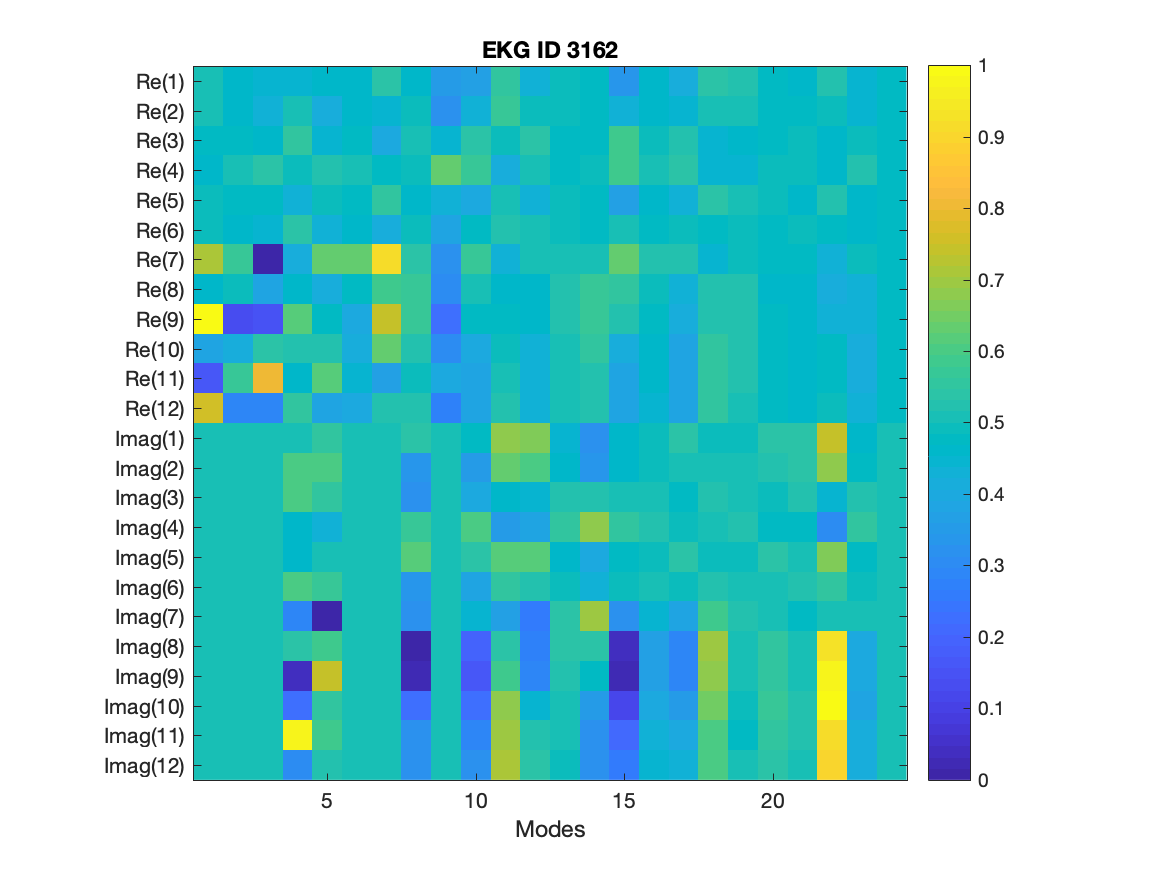 EKG ID 3162
Re(1)
Re(2)
Re(3)
Re(4)
Re(5)
Re(6)
Re(7)
Re(8)
Re(9)
Re(10)
Re(11)
Re(12)
Imag(1)
Imag(2)
Imag(3)
Imag(4)
Imag(5)
Imag(6)
Imag(7)
Imag(8)
Imag(9)
Imag(10)
Imag(11)
Imag(12)
5 10 15 20
Modes
1
0.9
0.8
0.7
0.6
0.5
0.4
0.3
0.2
0.1
0